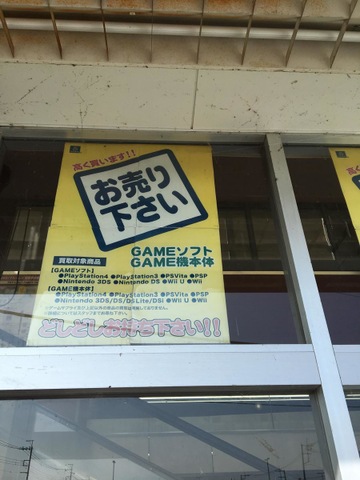 高く買います!!
お売り
下さい
GAMEソフト
GAME機本体
買取対象商品
【GAMEソフト】
●PlayStation4 ●PlayStation3 ●PSVita ●PSP
●Nintendo 3DS ●Nintendo DS ●Wii U ●Wii
【GAME機本体】
●PlayStation4 ●PlayStation3 ●PSVita ●PSP
●Nintendo 3DS/DS/DSLite/DSi ●Wii U ●Wii
どしどしお持ち下さい!!
高く